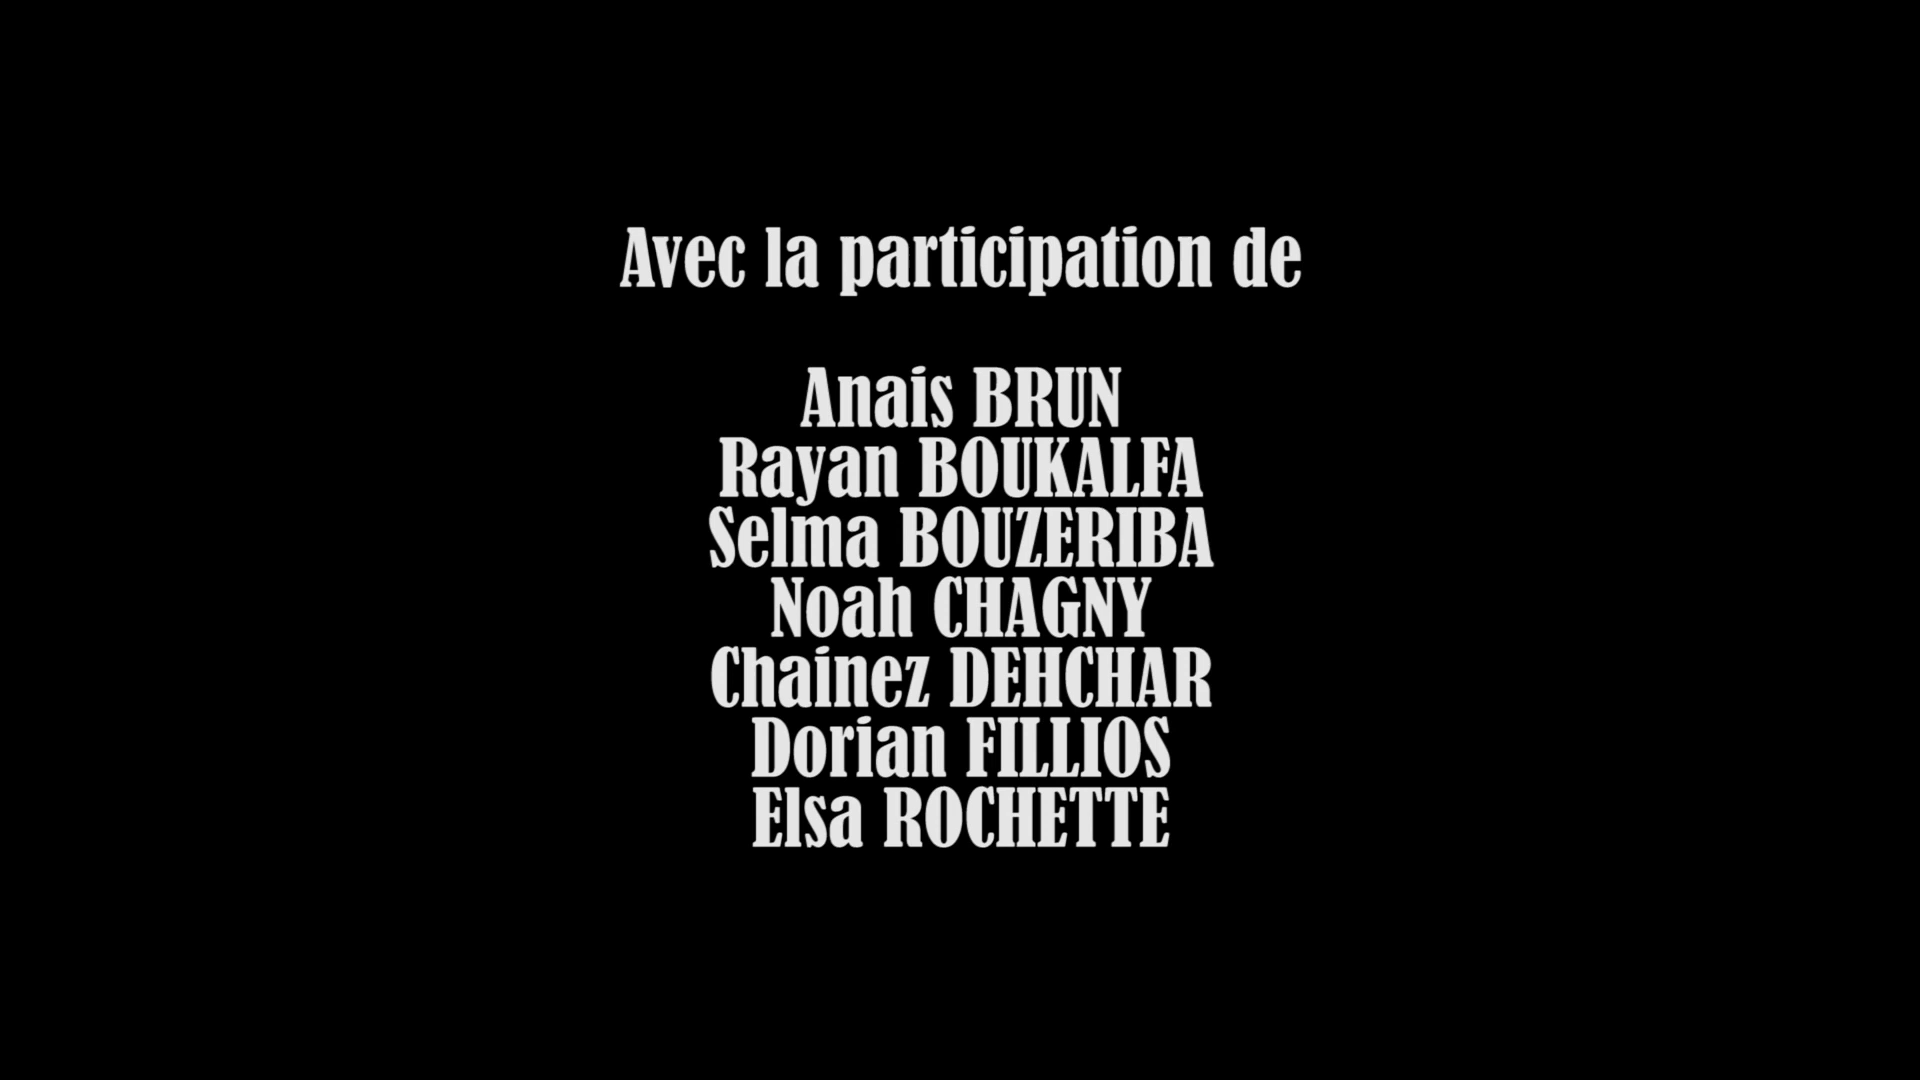 Avec la participation de
Anais BRUN
Rayan BOUKALFA
Selma BOUZERIBA
Noah CHAGNY
Chainez DEHCHAR
Dorian FILLIOS
Elsa ROCHETTE